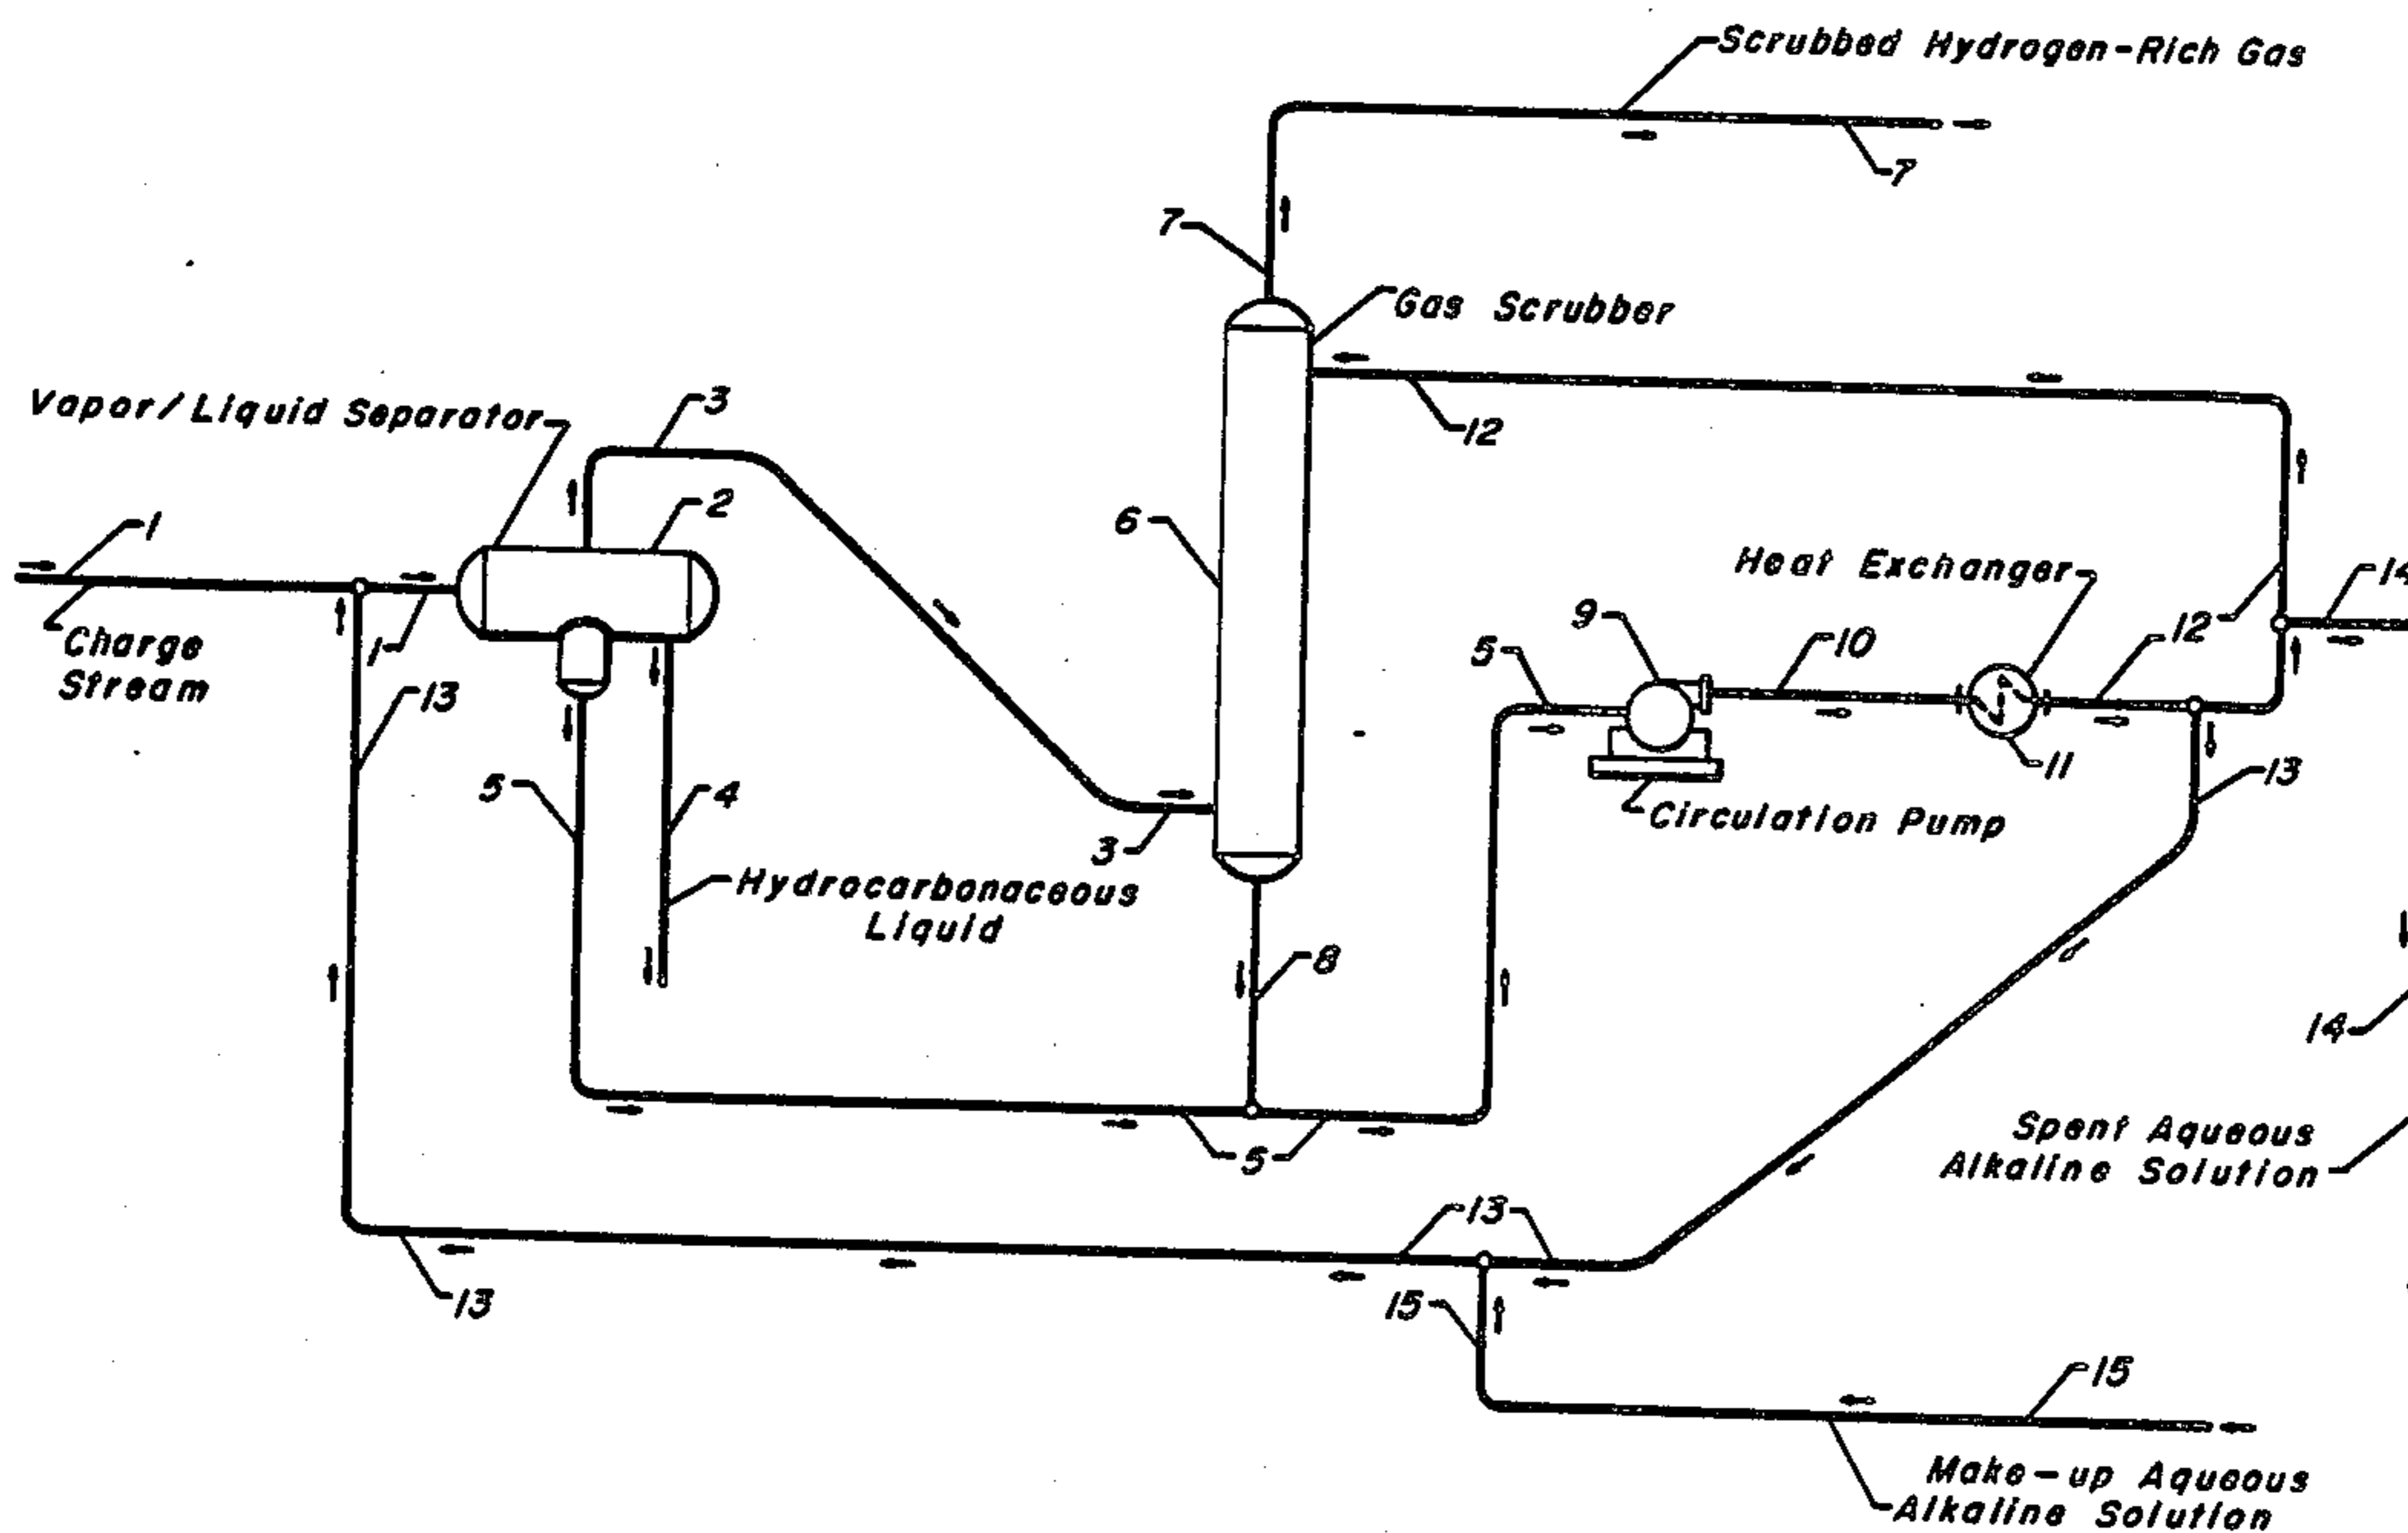 Scrubbed Hydrogen-Rich Gas
7
7
Gas Scrubber
Vapor/Liquid Separator
3
12
2
6
1
Heat Exchanger
14
Charge
Stream
1
9
10
12
5
13
11
13
5
4
Circulation Pump
3
Hydrocarbonaceous
Liquid
8
14
5
Spent Aqueous
Alkaline Solution
13
13
15
15
Make-up Aqueous
Alkaline Solution